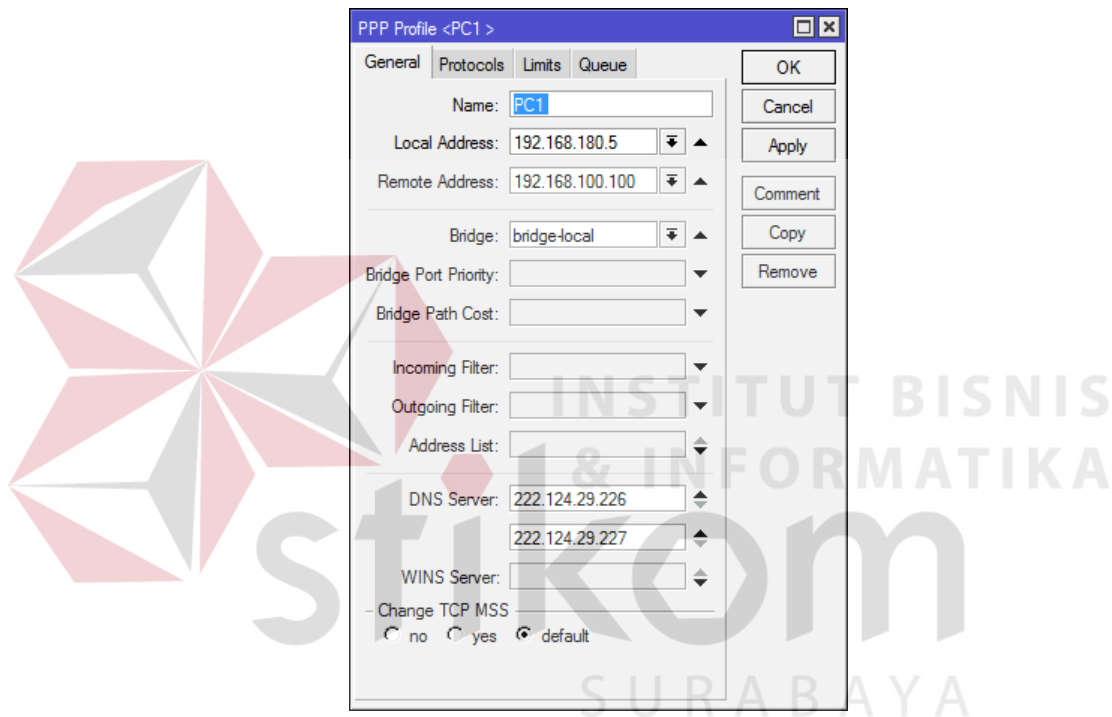 PPP Profile <PC1 >
General Protocols Limits Queue
Name: PC1
Local Address: 192.168.180.5
Remote Address: 192.168.100.100
Bridge: bridge-local
Bridge Port Priority:
Bridge Path Cost:
Incoming Filter:
Outgoing Filter:
Address List:
DNS Server: 222.124.29.226
222.124.29.227
WINS Server:
Change TCP MSS
no yes default
OK
Cancel
Apply
Comment
Copy
Remove
INSTITUT BISNIS
& INFORMATIKA
stikom
SURABAYA